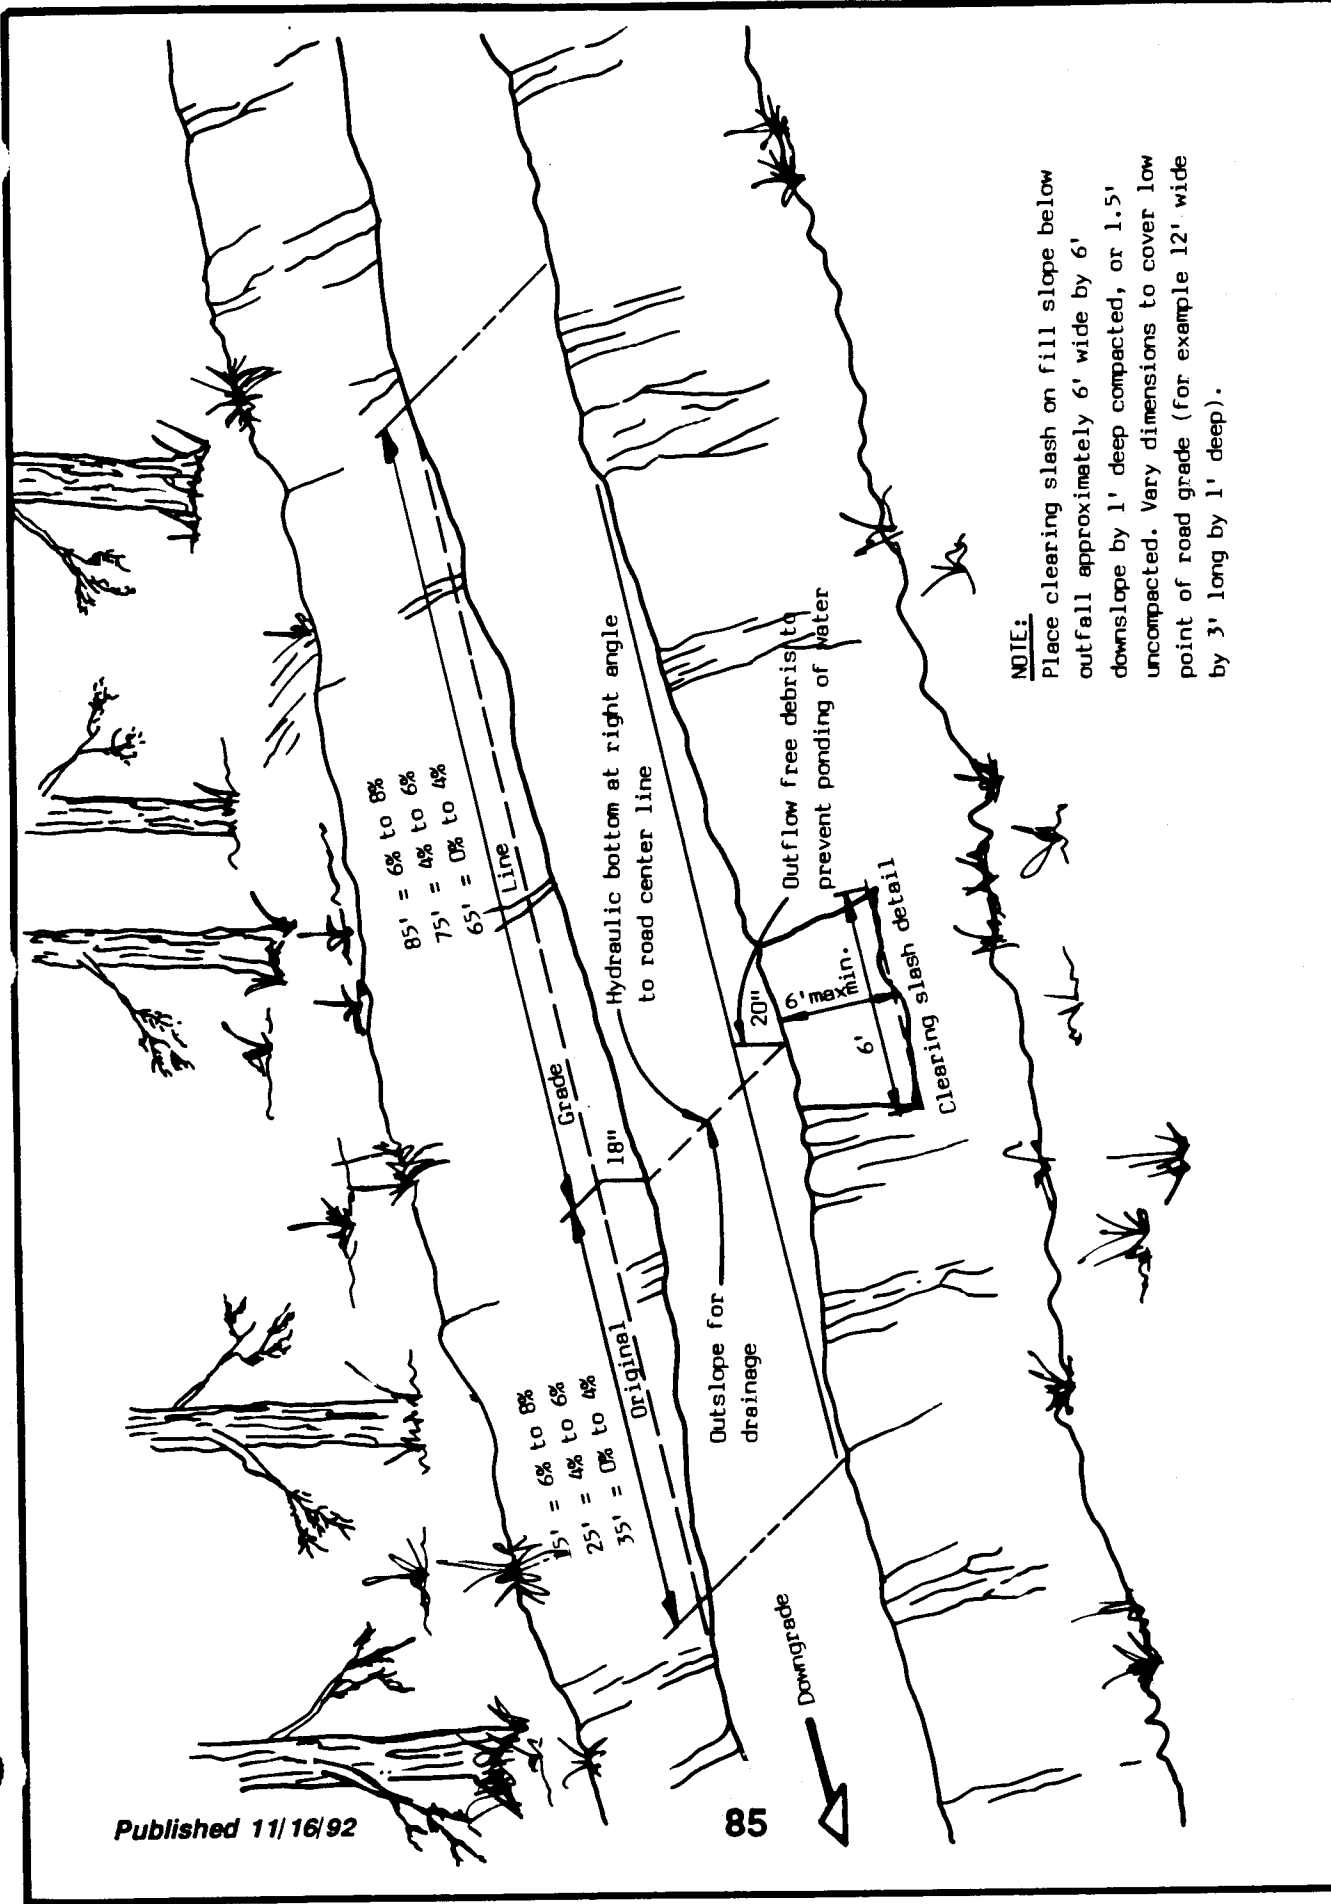 85' = 6% to 8%
75' = 4% to 6%
65' = 0% to 4%
15' = 6% to 8%
25' = 4% to 6%
35' = 0% to 4%
Original Grade Line
18"
Hydraulic bottom at right angle
to road center line
Outslope for
drainage
20"
Outflow free debris to
prevent ponding of water
6' max
6' min.
Clearing slash detail
Downgrade
NOTE:
Place clearing slash on fill slope below
outfall approximately 6' wide by 6'
downslope by 1' deep compacted, or 1.5'
uncompacted. Vary dimensions to cover low
point of road grade (for example 12' wide
by 3' long by 1' deep).
Published 11/16/92
85